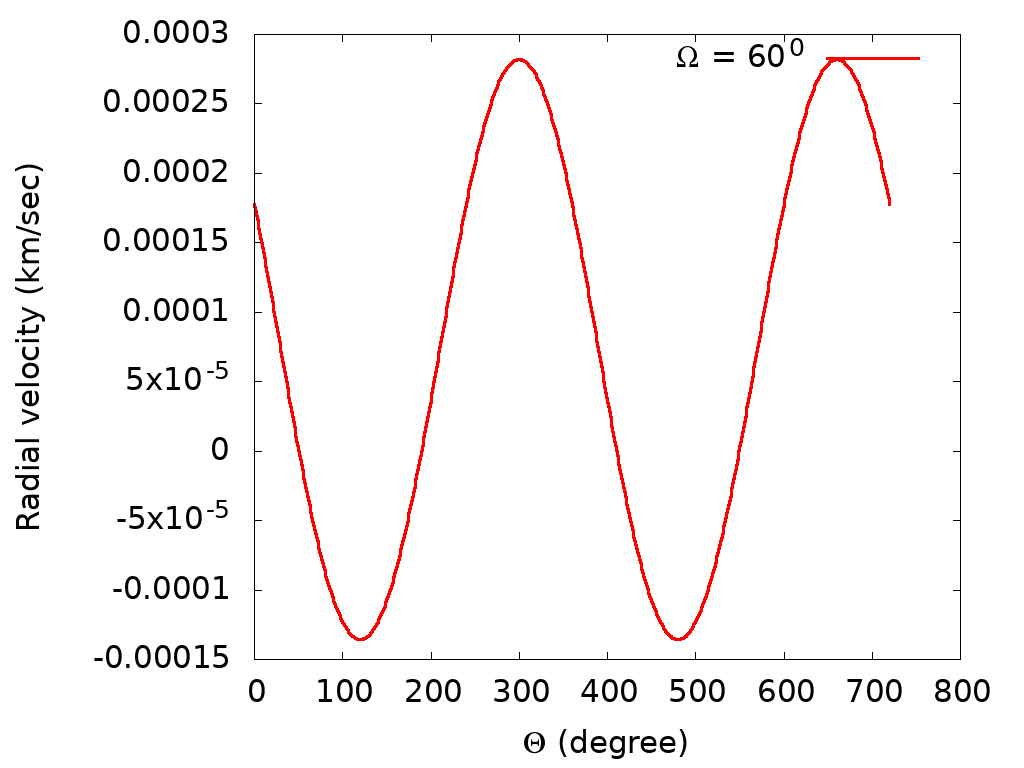 Ω = 60⁰
Radial velocity (km/sec)
0.0003
0.00025
0.0002
0.00015
0.0001
5x10⁻⁵
0
-5x10⁻⁵
-0.0001
-0.00015
0 100 200 300 400 500 600 700 800
Θ (degree)